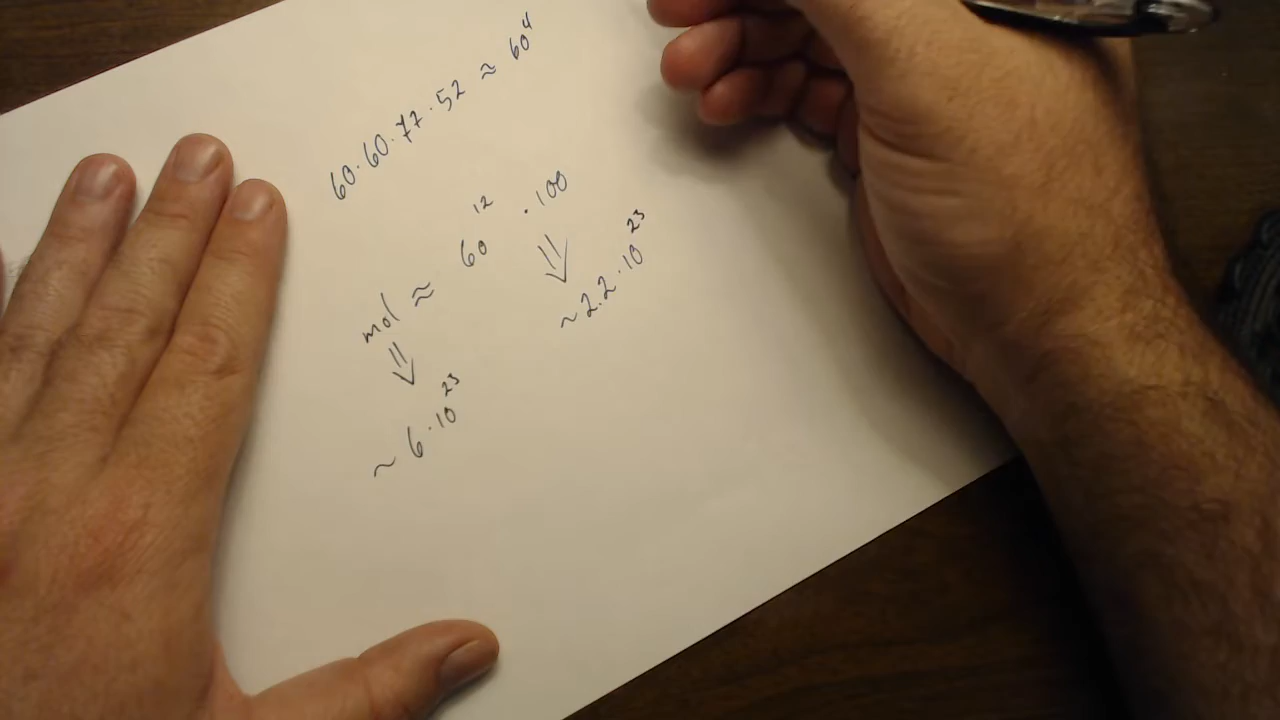 60·60·77·52 ≈ 60⁴
mol ≈ 60¹² · 100
⇓ ⇓
~ 6·10²³ ~2.2·10²³